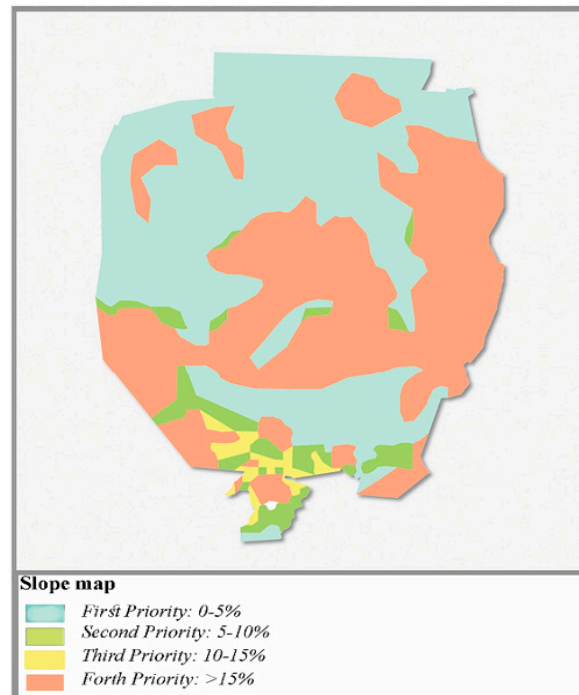 Slope map
First Priority: 0-5%
Second Priority: 5-10%
Third Priority: 10-15%
Forth Priority: >15%